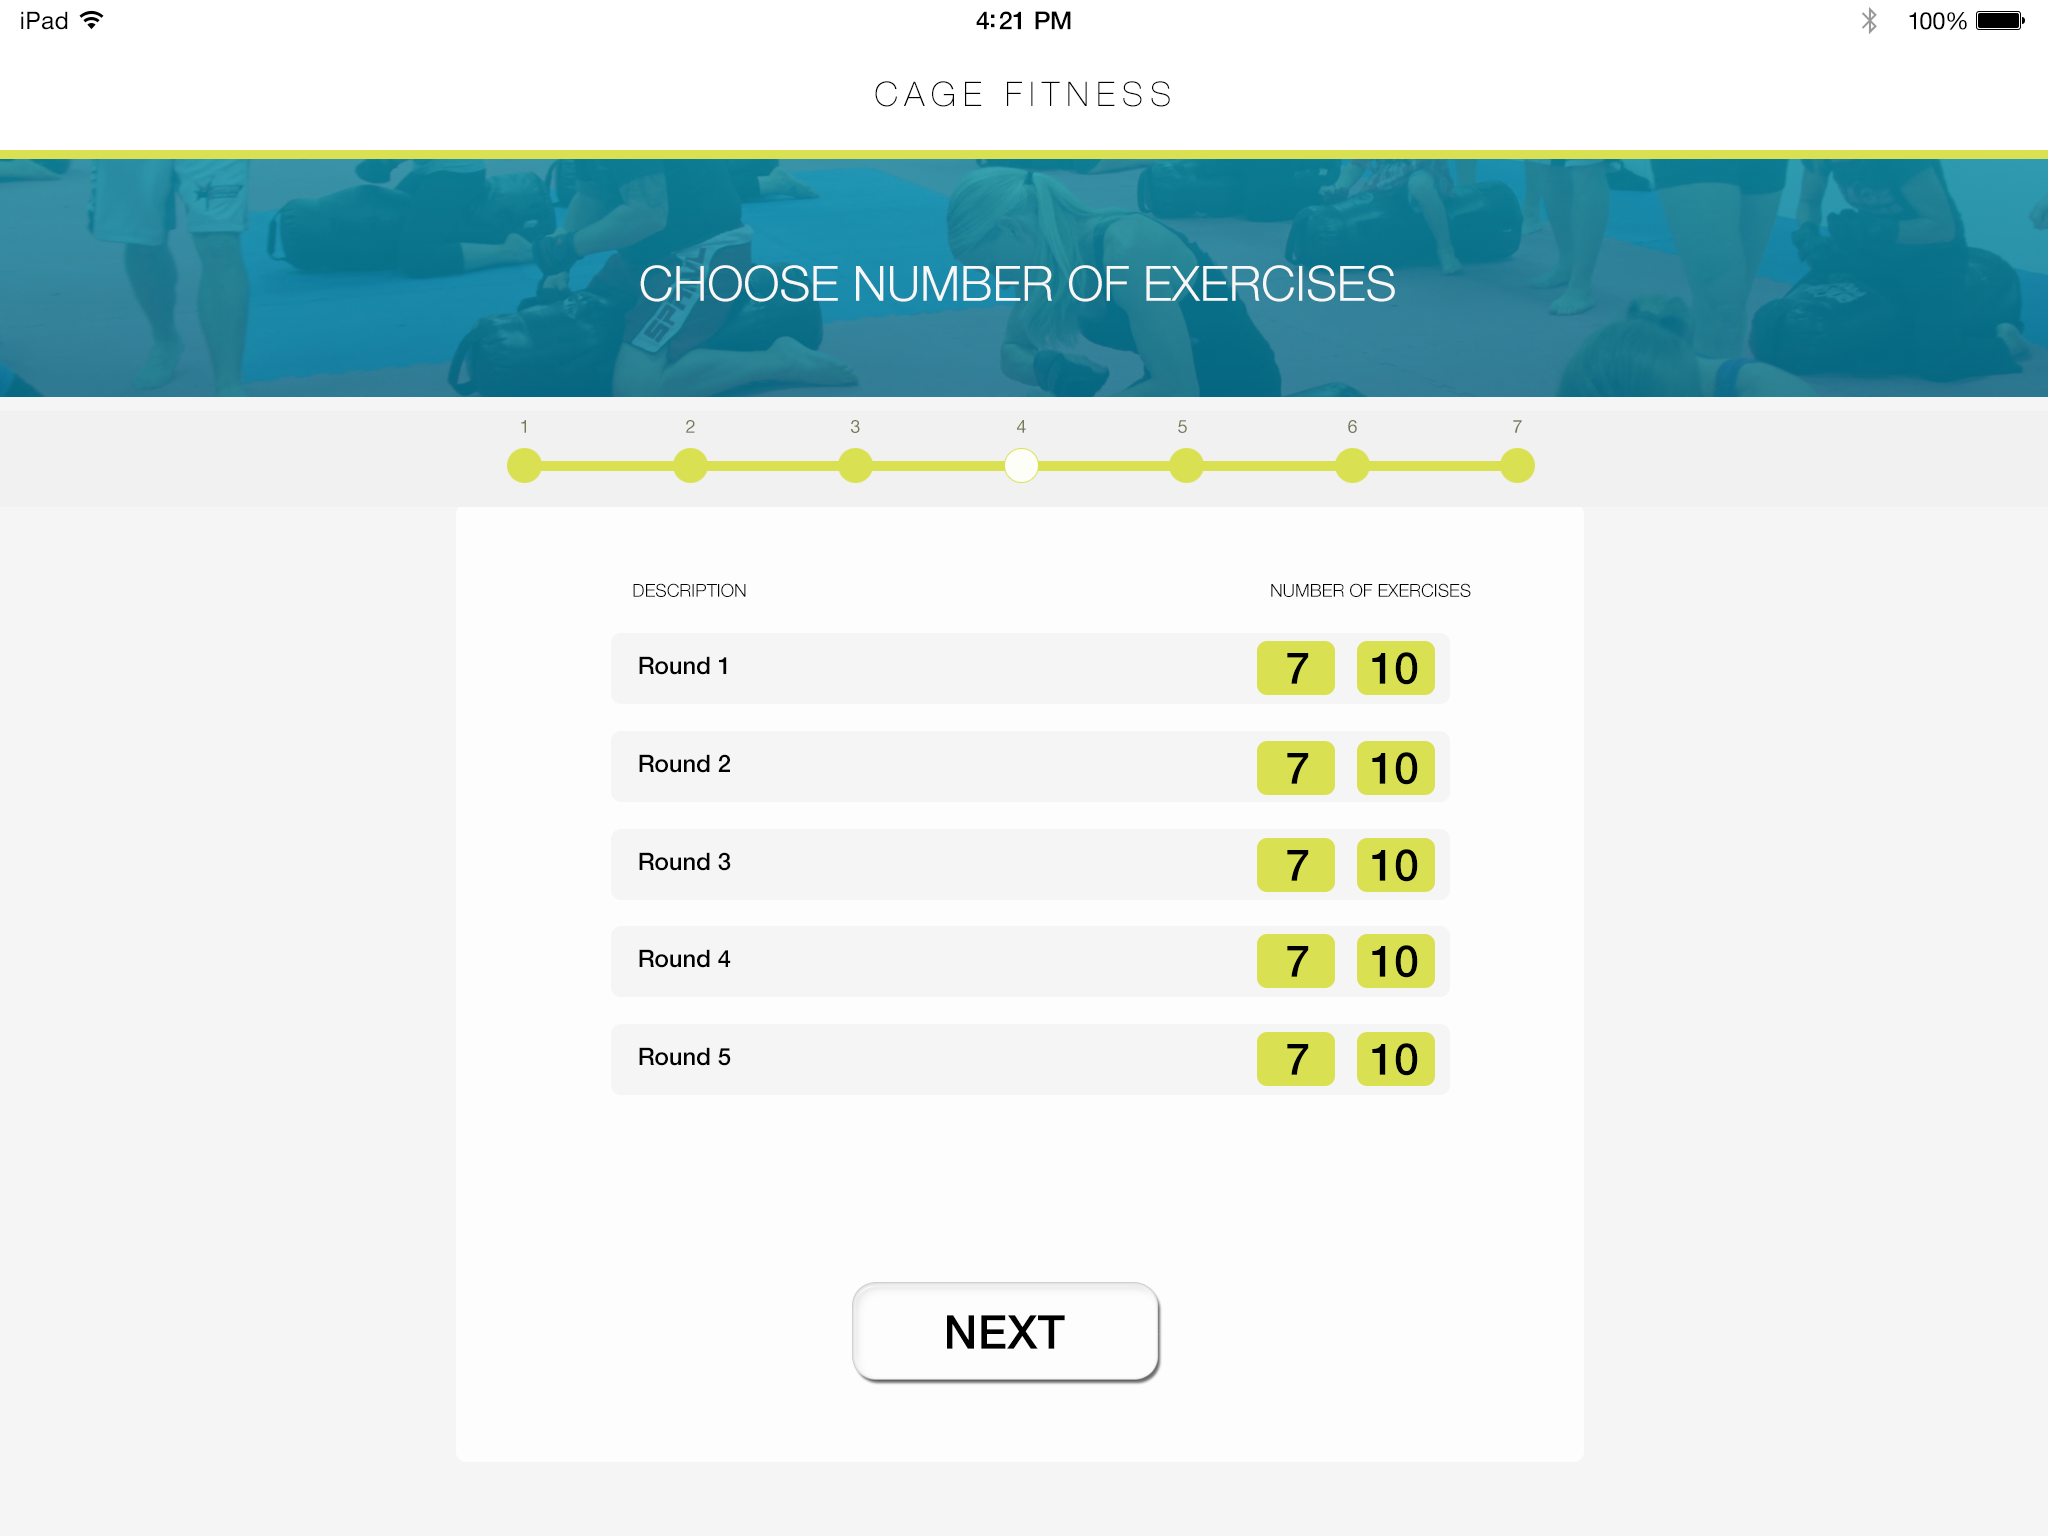 iPad 4:21 PM 100%
CAGE FITNESS
CHOOSE NUMBER OF EXERCISES
1 2 3 4 5 6 7
DESCRIPTION NUMBER OF EXERCISES
Round 1 7 10
Round 2 7 10
Round 3 7 10
Round 4 7 10
Round 5 7 10
NEXT